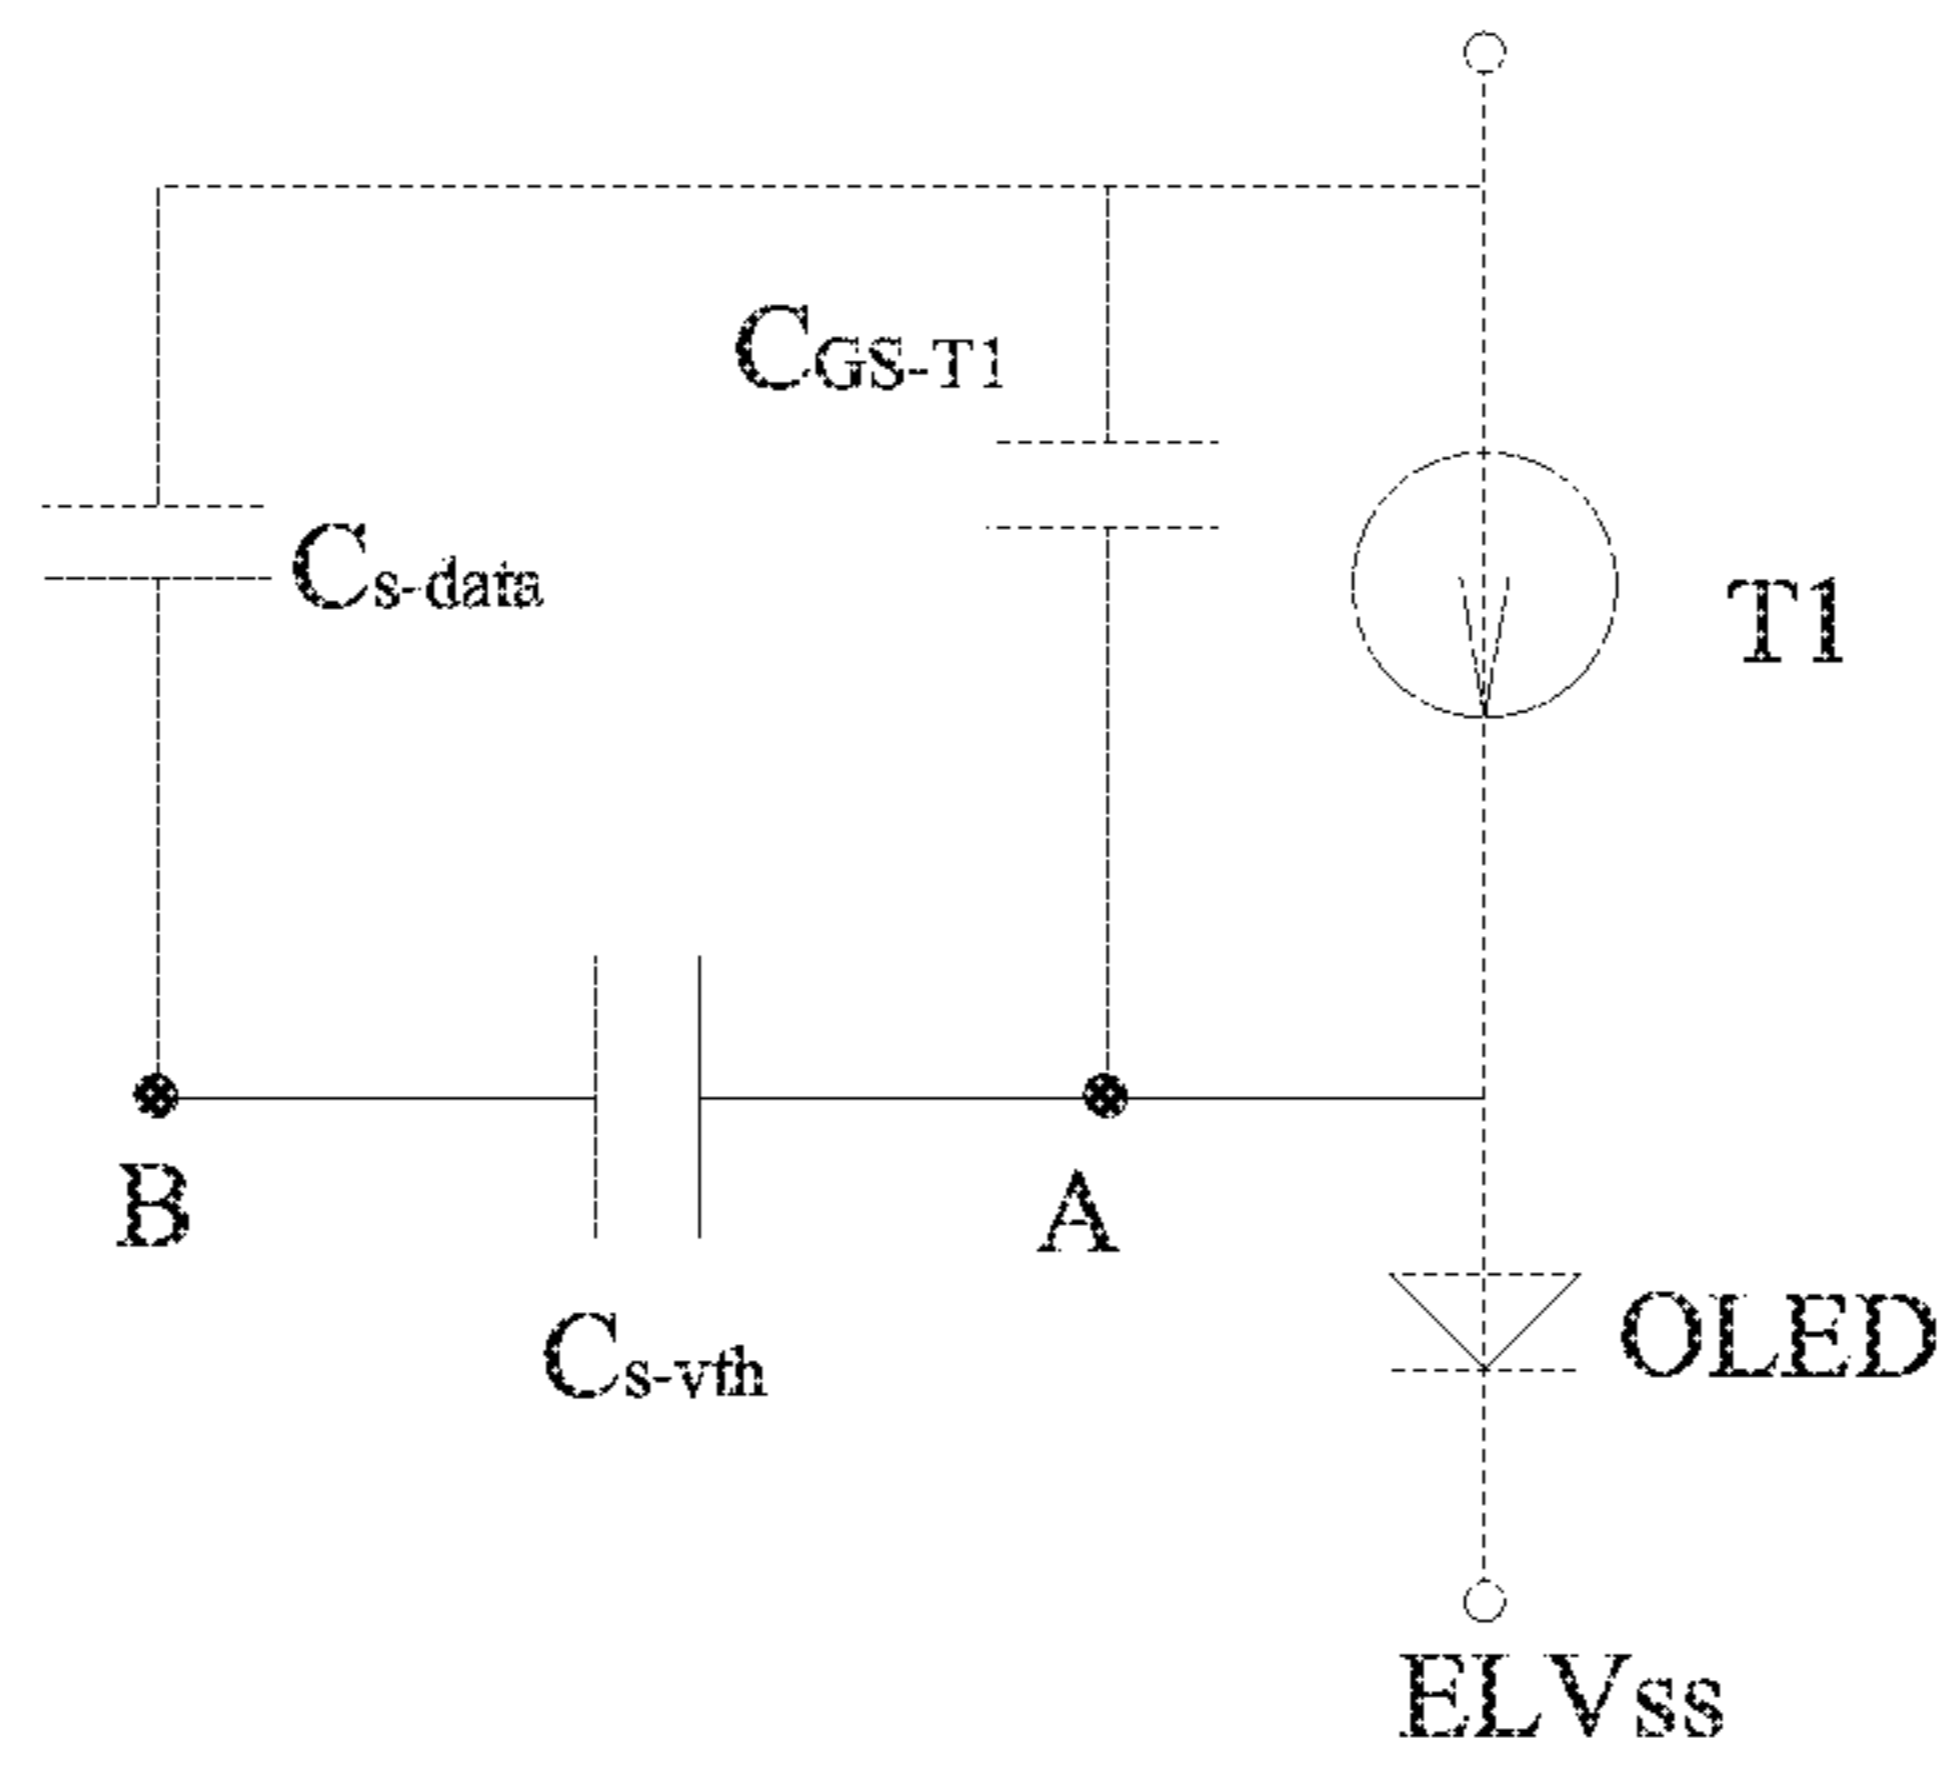 CGS-T1
Cs-data
T1
B
A
Cs-vth
OLED
ELVss